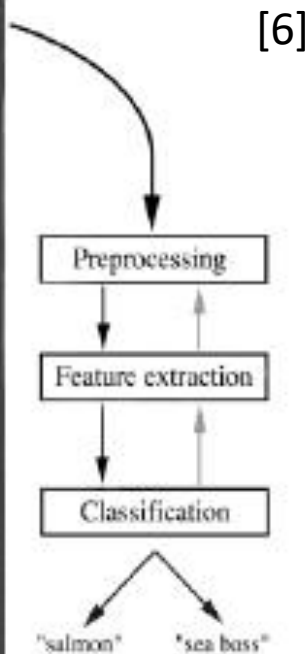 [6]
Preprocessing
Feature extraction
Classification
"salmon" "sea bass"